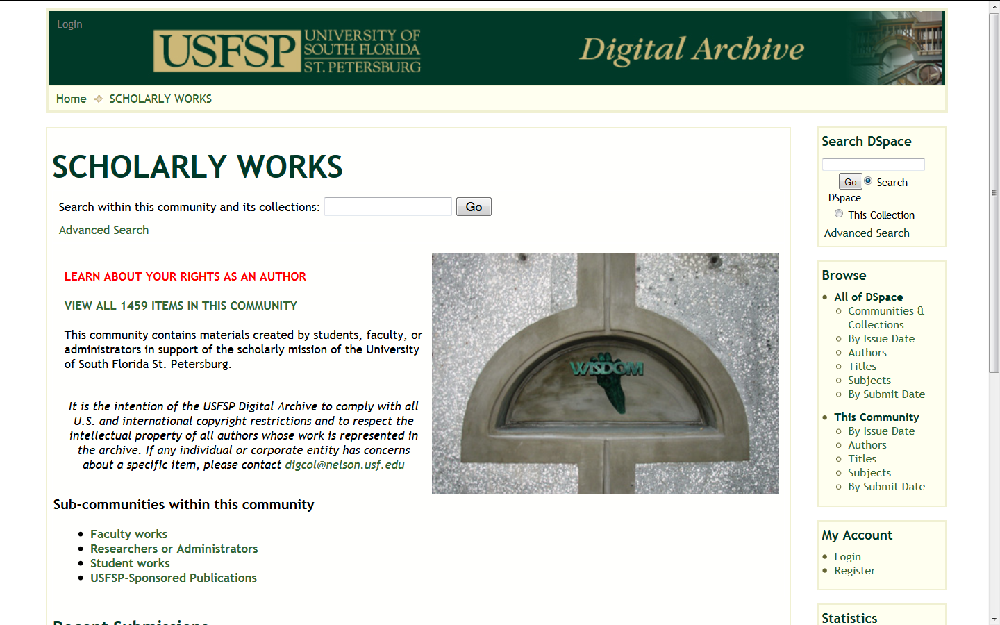 Login
USFSP UNIVERSITY OF
SOUTH FLORIDA
ST. PETERSBURG
Digital Archive
Home SCHOLARLY WORKS
SCHOLARLY WORKS
Search within this community and its collections: Go
Advanced Search
LEARN ABOUT YOUR RIGHTS AS AN AUTHOR
VIEW ALL 1459 ITEMS IN THIS COMMUNITY
This community contains materials created by students, faculty, or
administrators in support of the scholarly mission of the University
of South Florida St. Petersburg.
It is the intention of the USFSP Digital Archive to comply with all
U.S. and international copyright restrictions and to respect the
intellectual property of all authors whose work is represented in
the archive. If any individual or corporate entity has concerns
about a specific item, please contact digcol@nelson.usf.edu
WISDOM
Sub-communities within this community
Faculty works
Researchers or Administrators
Student works
USFSP-Sponsored Publications
Recent Submissions
Search DSpace
Go Search
DSpace
This Collection
Advanced Search
Browse
All of DSpace
Communities &
Collections
By Issue Date
Authors
Titles
Subjects
By Submit Date
This Community
By Issue Date
Authors
Titles
Subjects
By Submit Date
My Account
Login
Register
Statistics